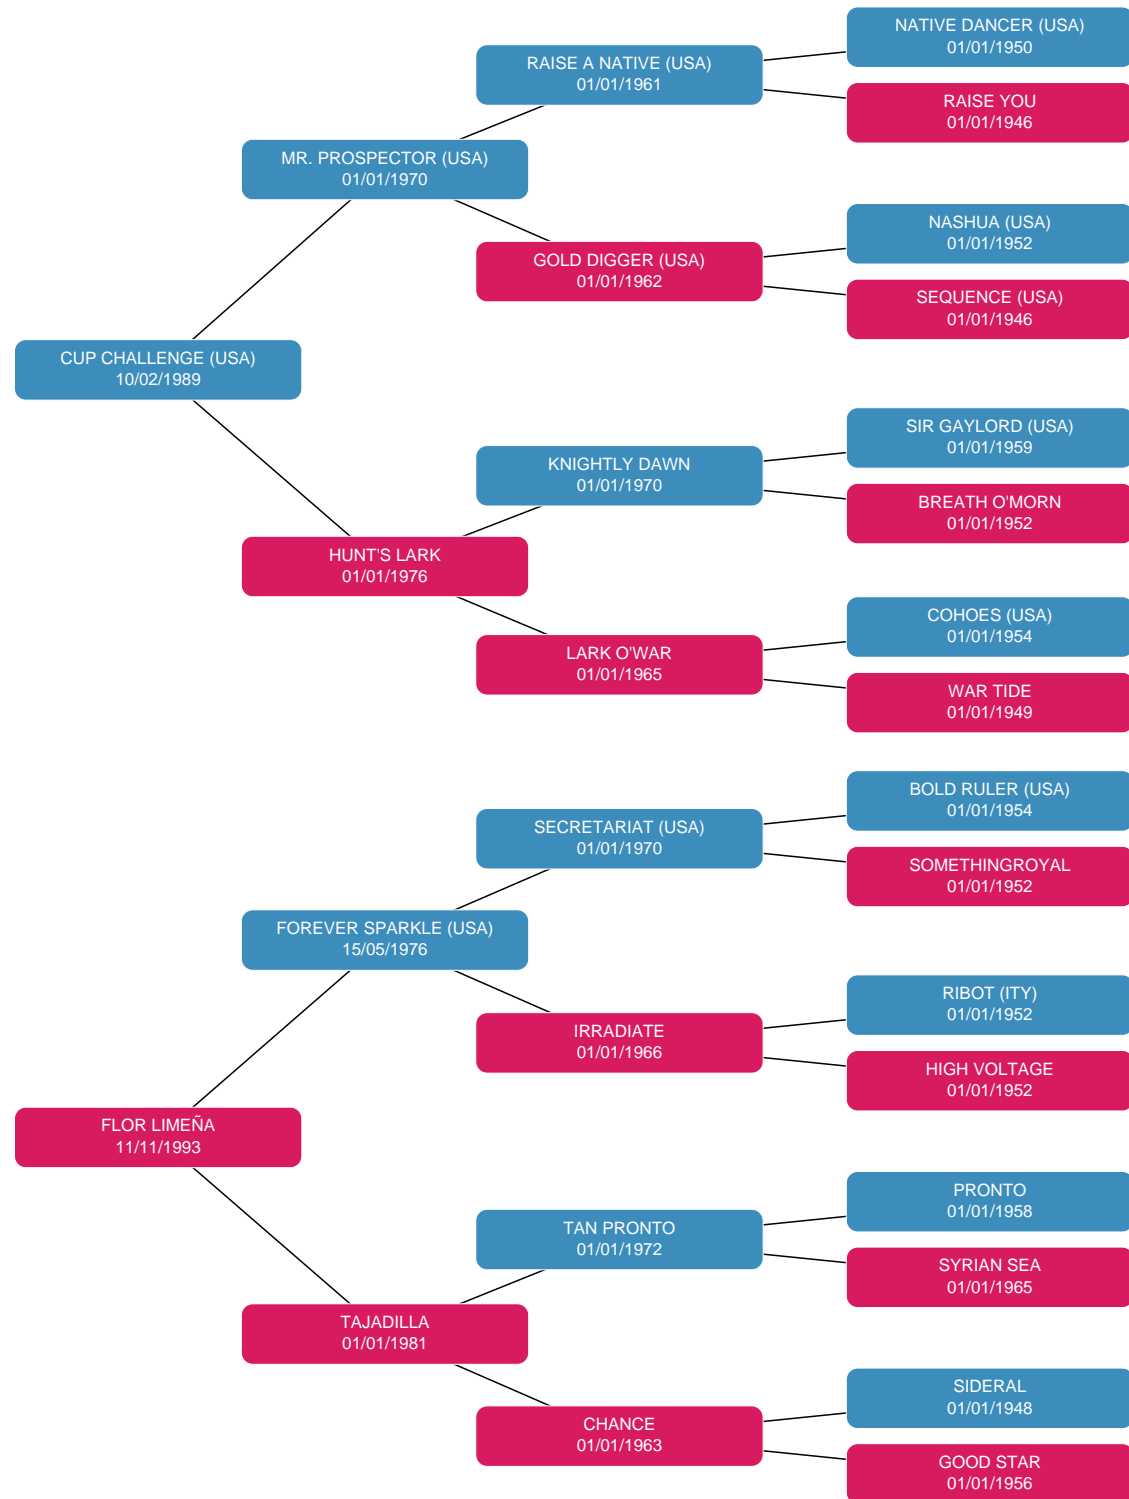 NATIVE DANCER (USA)
01/01/1950
RAISE A NATIVE (USA)
01/01/1961
RAISE YOU
01/01/1946
MR. PROSPECTOR (USA)
01/01/1970
NASHUA (USA)
01/01/1952
GOLD DIGGER (USA)
01/01/1962
SEQUENCE (USA)
01/01/1946
CUP CHALLENGE (USA)
10/02/1989
SIR GAYLORD (USA)
01/01/1959
KNIGHTLY DAWN
01/01/1970
BREATH O'MORN
01/01/1952
HUNT'S LARK
01/01/1976
COHOES (USA)
01/01/1954
LARK O'WAR
01/01/1965
WAR TIDE
01/01/1949
BOLD RULER (USA)
01/01/1954
SECRETARIAT (USA)
01/01/1970
SOMETHINGROYAL
01/01/1952
FOREVER SPARKLE (USA)
15/05/1976
RIBOT (ITY)
01/01/1952
IRRADIATE
01/01/1966
HIGH VOLTAGE
01/01/1952
FLOR LIMEÑA
11/11/1993
PRONTO
01/01/1958
TAN PRONTO
01/01/1972
SYRIAN SEA
01/01/1965
TAJADILLA
01/01/1981
SIDERAL
01/01/1948
CHANCE
01/01/1963
GOOD STAR
01/01/1956